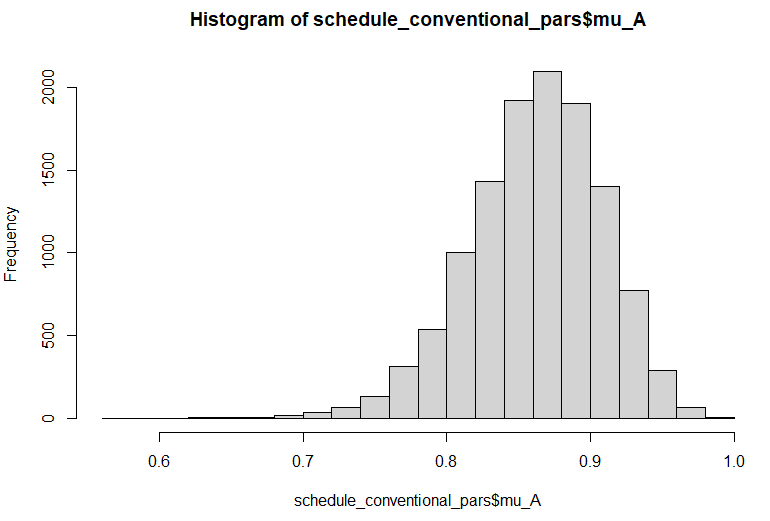 Histogram of schedule_conventional_pars$mu_A
Frequency
2000
1500
1000
500
0
0.6 0.7 0.8 0.9 1.0
schedule_conventional_pars$mu_A